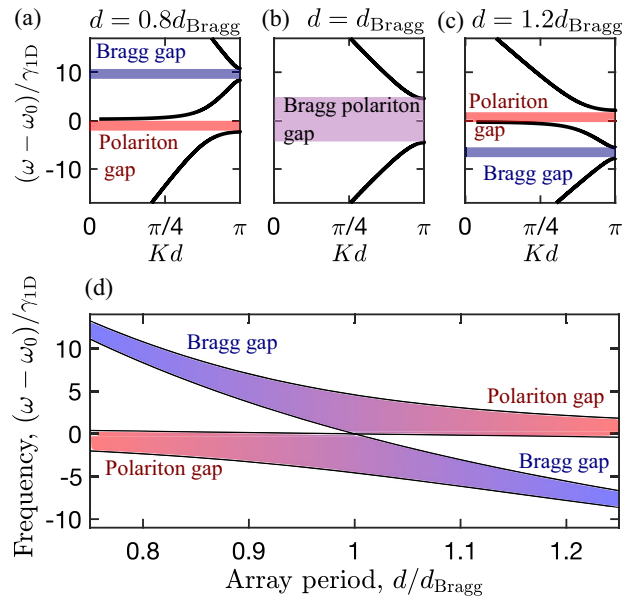 (a) d = 0.8d_Bragg (b) d = d_Bragg (c) d = 1.2d_Bragg
(ω − ω₀)/γ_1D
10
0
-10
Bragg gap
Polariton
gap
Bragg polariton
gap
Polariton
gap
Bragg gap
0 π/4 π 0 π/4 π 0 π/4 π
Kd Kd Kd
(d)
Frequency, (ω − ω₀)/γ_1D
10
5
0
-5
-10
Bragg gap
Polariton gap
Polariton gap
Bragg gap
0.8 0.9 1 1.1 1.2
Array period, d/d_Bragg